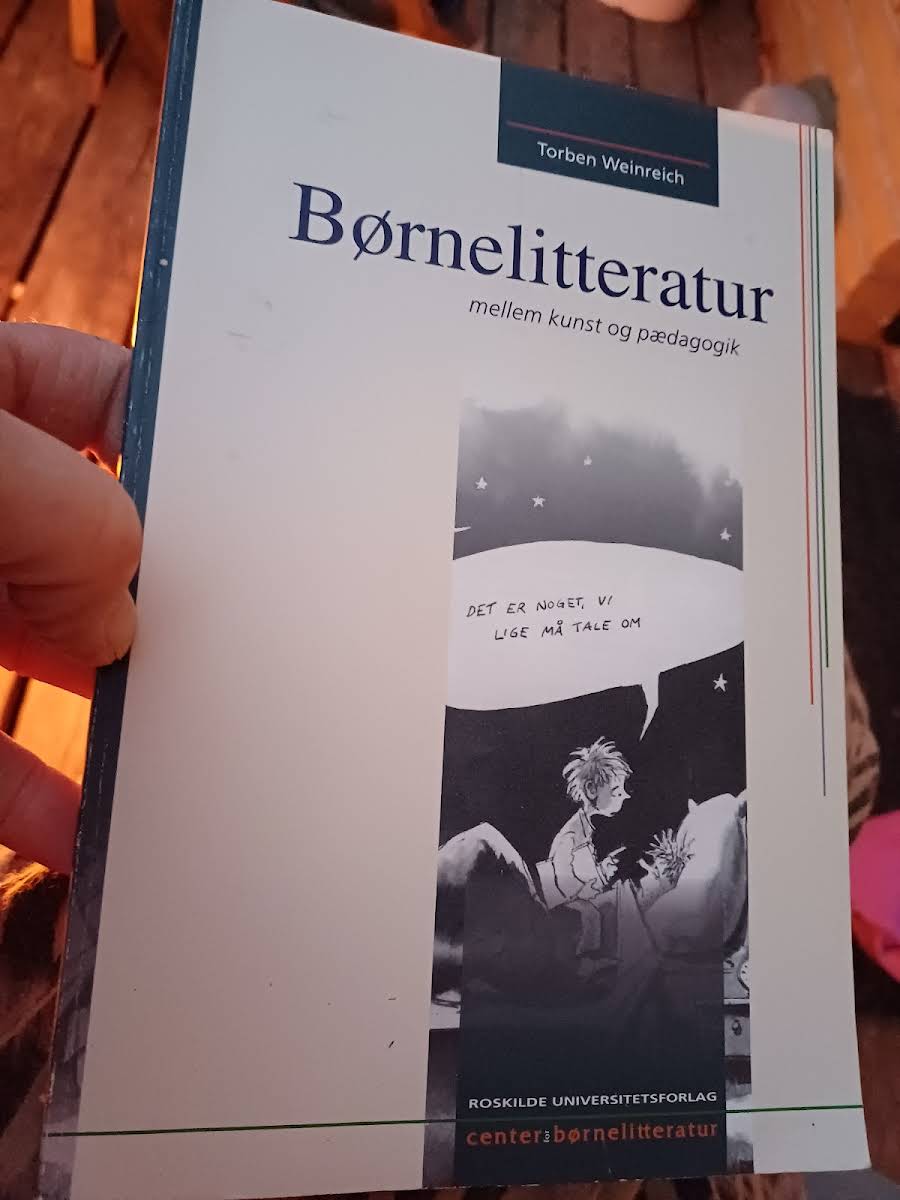 Torben Weinreich
Børnelitteratur
mellem kunst og pædagogik
DET ER NOGET, VI
LIGE MÅ TALE OM
ROSKILDE UNIVERSITETSFORLAG
center for børnelitteratur